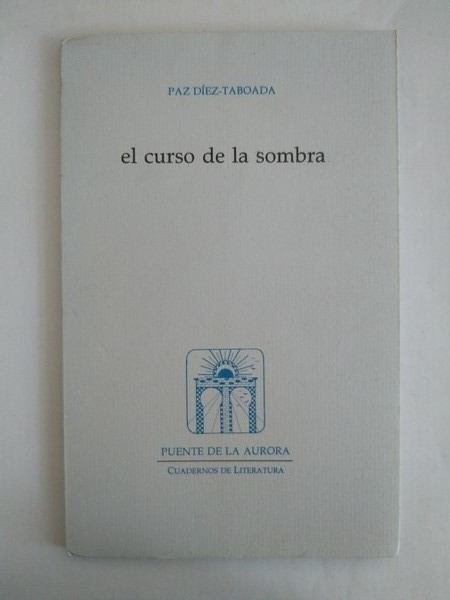 PAZ DÍEZ-TABOADA
el curso de la sombra
PUENTE DE LA AURORA
CUADERNOS DE LITERATURA